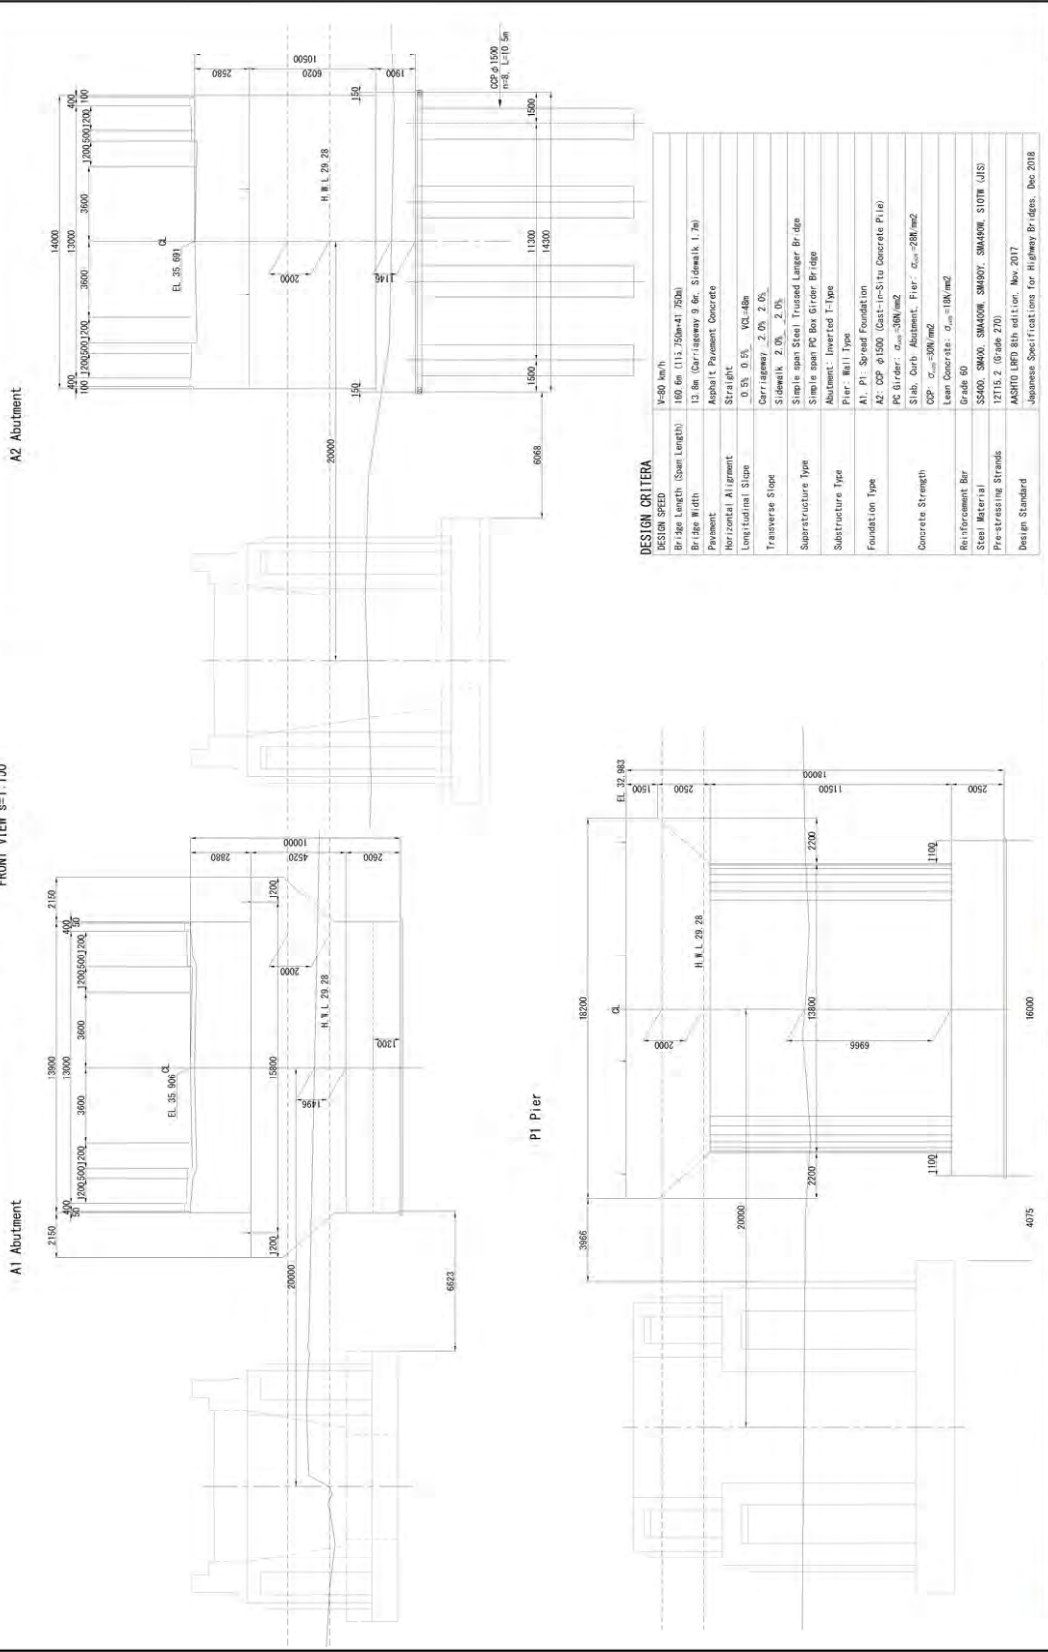 FRONT VIEW S=1:150
A1 Abutment
2150
13900
2150
400
13000
400
50
1200
500
1200
3600
3600
1200
500
1200
50
EL 35.906
CL
2880
4520
2600
10000
1200
15800
1200
2000
H.W.L 29.28
1496
1300
20000
6623
A2 Abutment
14000
400
13000
400
100
1200
500
1200
3600
3600
1200
500
1200
100
EL 35.691
CL
2580
6020
1900
10500
150
150
2000
H.W.L 29.28
1146
20000
6068
1500
11300
1500
14300
CCP φ1500
n=8, L=10.5m
P1 Pier
3966
18200
CL
EL 32.983
1500
2500
11500
2500
18000
2000
H.W.L 29.28
2200
13800
2200
6966
20000
1100
1100
4075
16000
DESIGN CRITERA
DESIGN SPEED V=80 km/h
Bridge Length (Span Length) 160.6m (115.750m+41.750m)
Bridge Width 13.8m (Carriageway 9.6m, Sidewalk 1.7m)
Pavement Asphalt Pavement Concrete
Horizontal Alignment Straight
Longitudinal Slope 0.5% 0.5% VCL=48m
Transverse Slope Carriageway 2.0% 2.0%
Sidewalk 2.0% 2.0%
Superstructure Type Simple span Steel Trussed Langer Bridge
Simple span PC Box Girder Bridge
Substructure Type Abutment: Inverted T-Type
Pier: Wall Type
Foundation Type A1, P1: Spread Foundation
A2: CCP φ1500 (Cast-in-Situ Concrete Pile)
Concrete Strength PC Girder: =36N/mm2
Slab, Curb Abutment, Pier: =28N/mm2
CCP: =30N/mm2
Lean Concrete: =18N/mm2
Reinforcement Bar Grade 60
Steel Material SS400, SM400, SMA400W, SM490Y, SMA490W, S10TW (JIS)
Pre-stressing Strands 12T15.2 (Grade 270)
Design Standard AASHTO LRFD 8th edition, Nov.2017
Japanese Specifications for Highway Bridges, Dec 2018